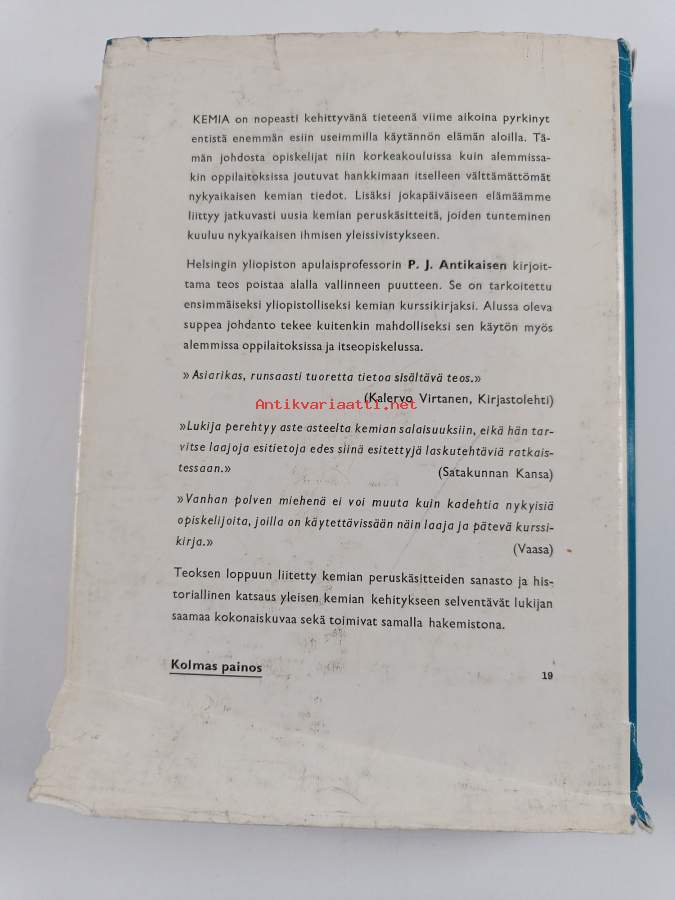 KEMIA on nopeasti kehittyvänä tieteenä viime aikoina pyrkinyt
entistä enemmän esiin useimmilla käytännön elämän aloilla. Tä-
män johdosta opiskelijat niin korkeakouluissa kuin alemmissa-
kin oppilaitoksissa joutuvat hankkimaan itselleen välttämättömät
nykyaikaisen kemian tiedot. Lisäksi jokapäiväiseen elämäämme
liittyy jatkuvasti uusia kemian peruskäsitteitä, joiden tunteminen
kuuluu nykyaikaisen ihmisen yleissivistykseen.
Helsingin yliopiston apulaisprofessorin P. J. Antikaisen kirjoit-
tama teos poistaa alalla vallinneen puutteen. Se on tarkoitettu
ensimmäiseksi yliopistolliseksi kemian kurssikirjaksi. Alussa oleva
suppea johdanto tekee kuitenkin mahdolliseksi sen käytön myös
alemmissa oppilaitoksissa ja itseopiskelussa.
»Asiarikas, runsaasti tuoretta tietoa sisältävä teos.»
Antikvariaatti.net
(Kalervo Virtanen, Kirjastolehti)
»Lukija perehtyy aste asteelta kemian salaisuuksiin, eikä hän tar-
vitse laajoja esitietoja edes siinä esitettyjä laskutehtäviä ratkais-
tessaan.» (Satakunnan Kansa)
»Vanhan polven miehenä ei voi muuta kuin kadehtia nykyisiä
opiskelijoita, joilla on käytettävissään näin laaja ja pätevä kurssi-
kirja.» (Vaasa)
Teoksen loppuun liitetty kemian peruskäsitteiden sanasto ja his-
toriallinen katsaus yleisen kemian kehitykseen selventävät lukijan
saamaa kokonaiskuvaa sekä toimivat samalla hakemistona.
Kolmas painos 19